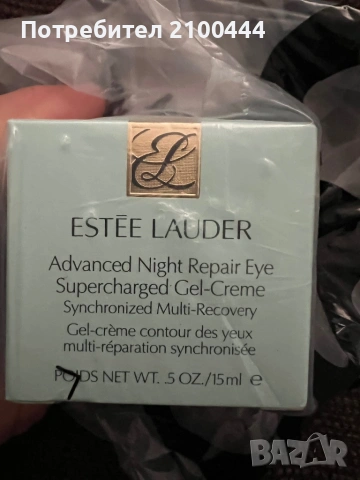 Потребител 2100444
EL
ESTĒE LAUDER
Advanced Night Repair Eye
Supercharged Gel-Creme
Synchronized Multi-Recovery
Gel-crème contour des yeux
multi-réparation synchronisée
POIDS NET WT. .5 OZ./15ml e
BAZAR